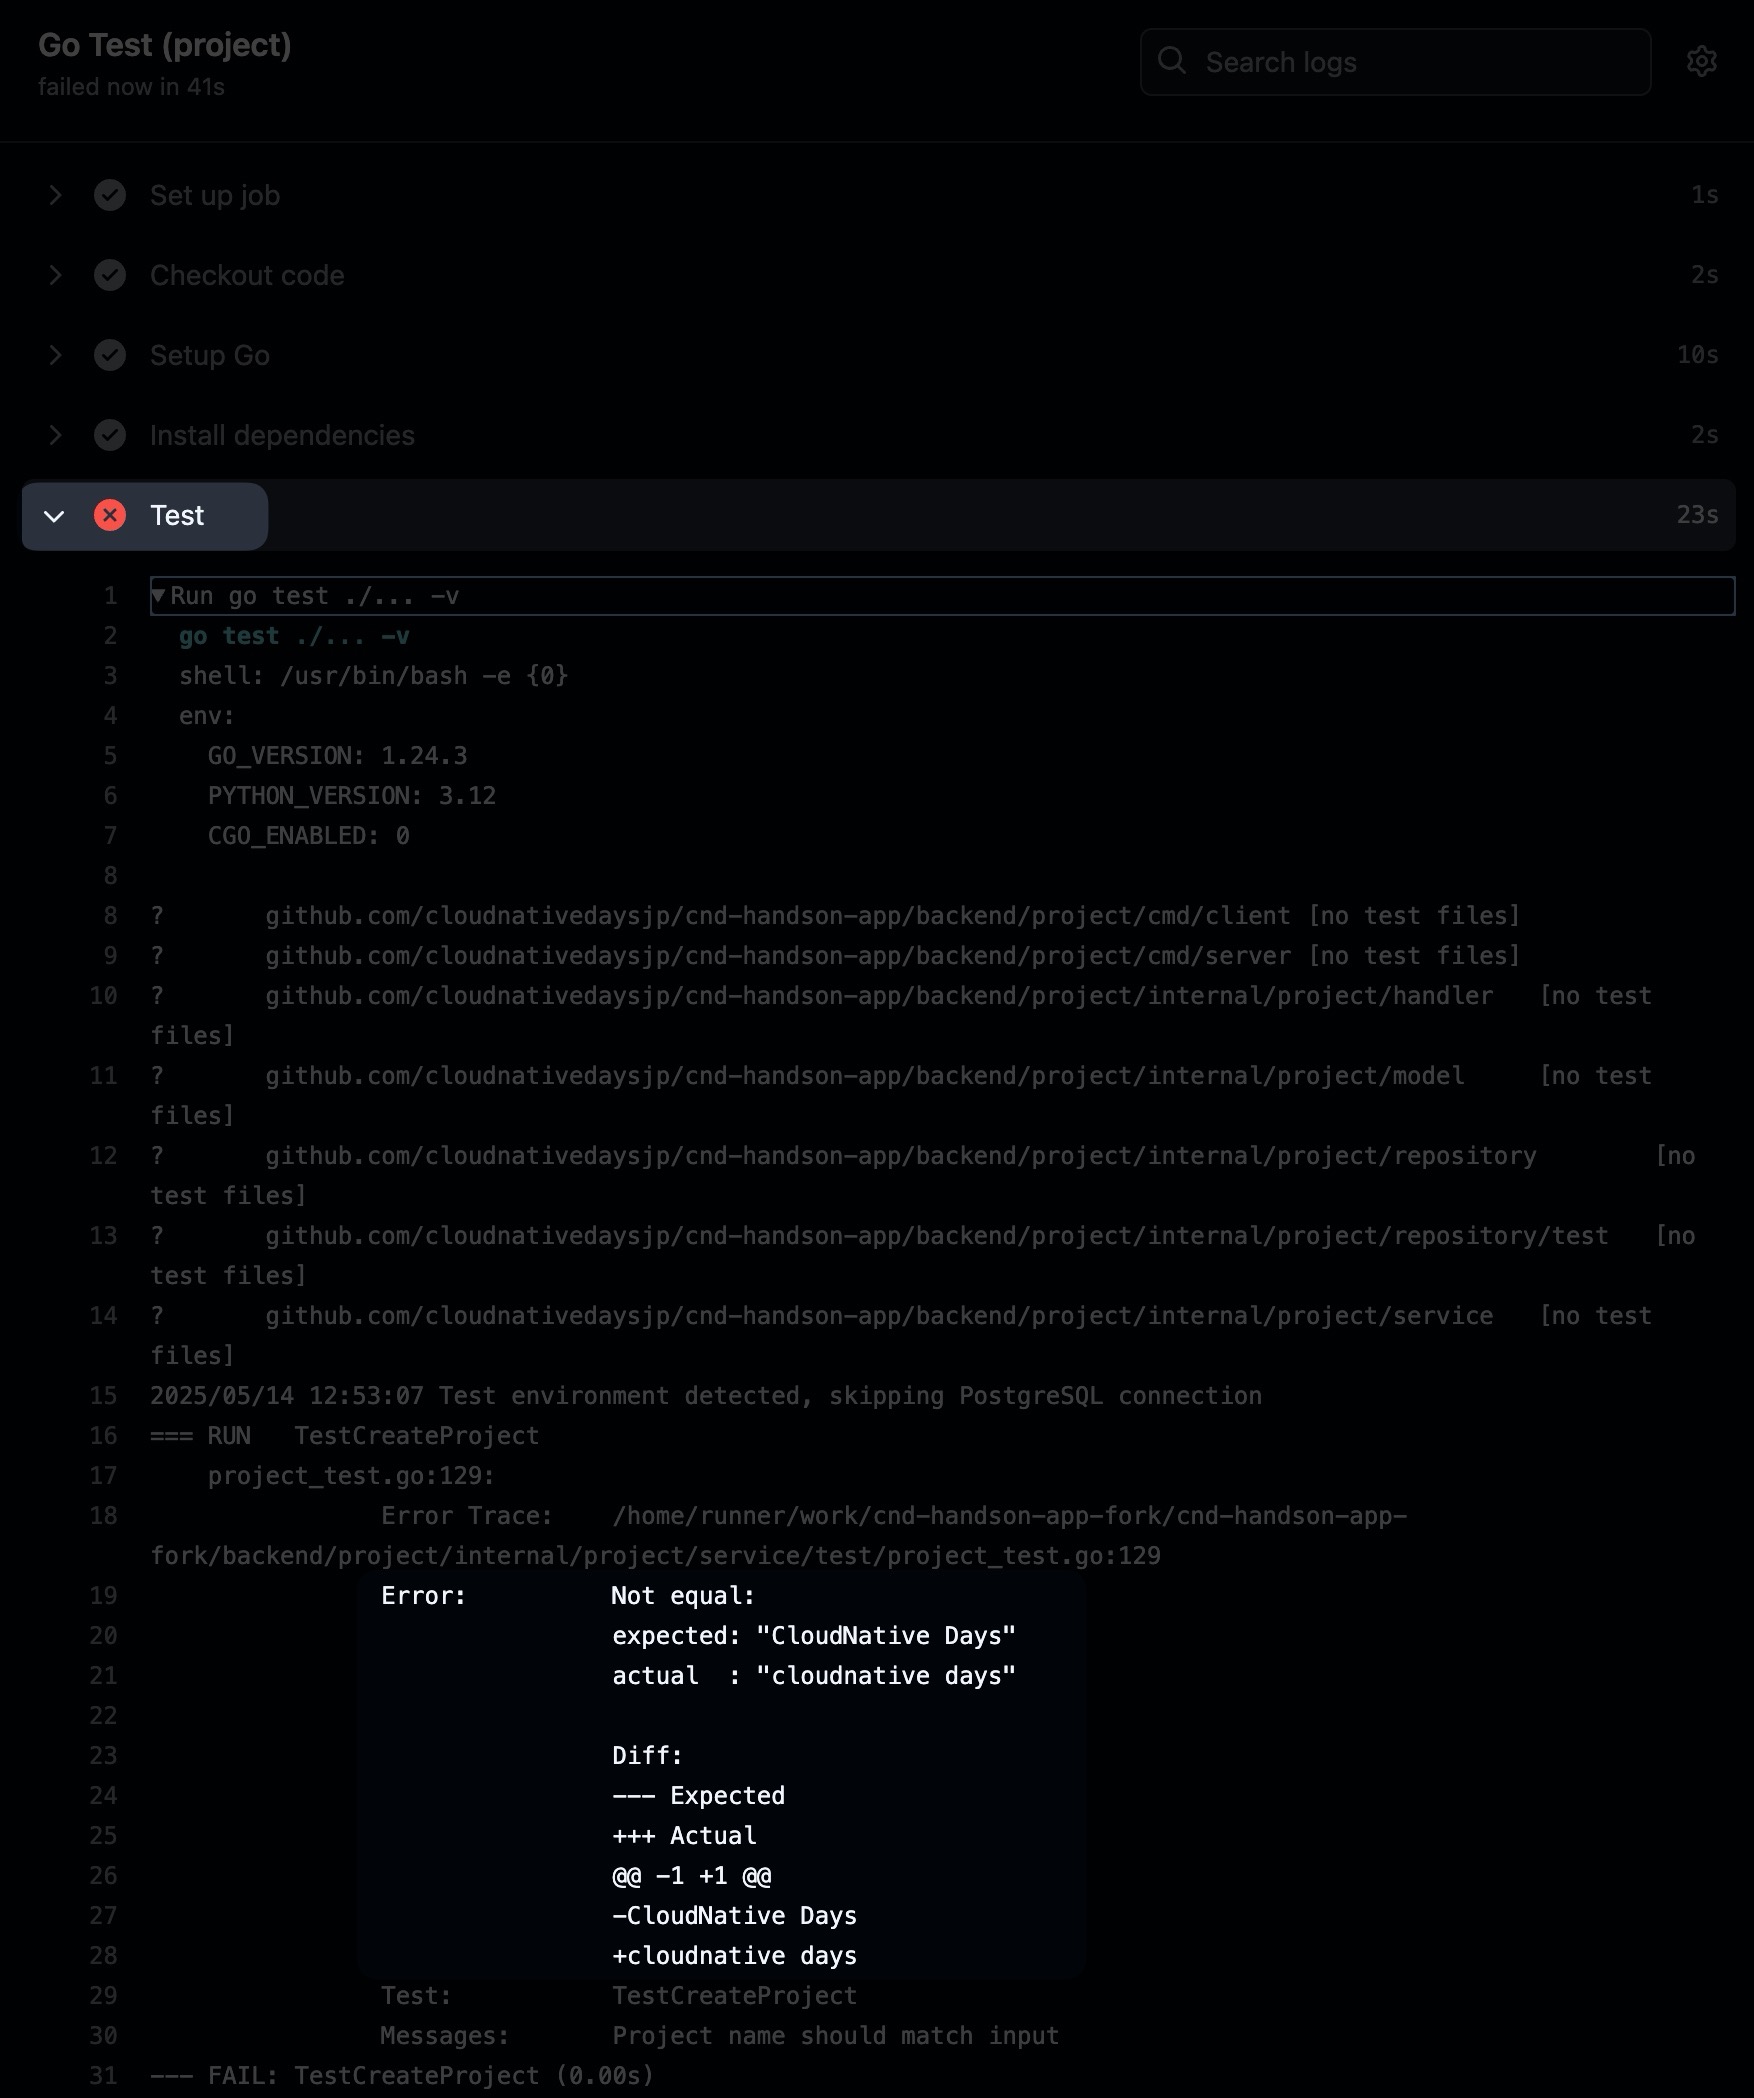 Go Test (project)
failed now in 41s
Search logs
Set up job 1s
Checkout code 2s
Setup Go 10s
Install dependencies 2s
Test 23s
1 ▼Run go test ./... -v
2 go test ./... -v
3 shell: /usr/bin/bash -e {0}
4 env:
5 GO_VERSION: 1.24.3
6 PYTHON_VERSION: 3.12
7 CGO_ENABLED: 0
8
8 ? github.com/cloudnativedaysjp/cnd-handson-app/backend/project/cmd/client [no test files]
9 ? github.com/cloudnativedaysjp/cnd-handson-app/backend/project/cmd/server [no test files]
10 ? github.com/cloudnativedaysjp/cnd-handson-app/backend/project/internal/project/handler [no test
files]
11 ? github.com/cloudnativedaysjp/cnd-handson-app/backend/project/internal/project/model [no test
files]
12 ? github.com/cloudnativedaysjp/cnd-handson-app/backend/project/internal/project/repository [no
test files]
13 ? github.com/cloudnativedaysjp/cnd-handson-app/backend/project/internal/project/repository/test [no
test files]
14 ? github.com/cloudnativedaysjp/cnd-handson-app/backend/project/internal/project/service [no test
files]
15 2025/05/14 12:53:07 Test environment detected, skipping PostgreSQL connection
16 === RUN TestCreateProject
17 project_test.go:129:
18 Error Trace: /home/runner/work/cnd-handson-app-fork/cnd-handson-app-
fork/backend/project/internal/project/service/test/project_test.go:129
19 Error: Not equal:
20 expected: "CloudNative Days"
21 actual : "cloudnative days"
22
23 Diff:
24 --- Expected
25 +++ Actual
26 @@ -1 +1 @@
27 -CloudNative Days
28 +cloudnative days
29 Test: TestCreateProject
30 Messages: Project name should match input
31 --- FAIL: TestCreateProject (0.00s)